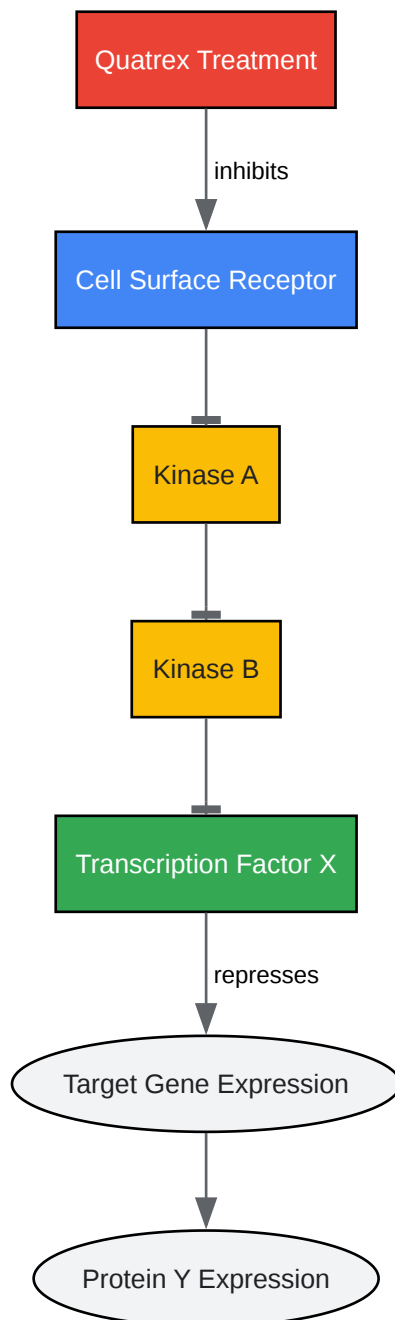 Quatrex Treatment
inhibits
Cell Surface Receptor
Kinase A
Kinase B
Transcription Factor X
represses
Target Gene Expression
Protein Y Expression